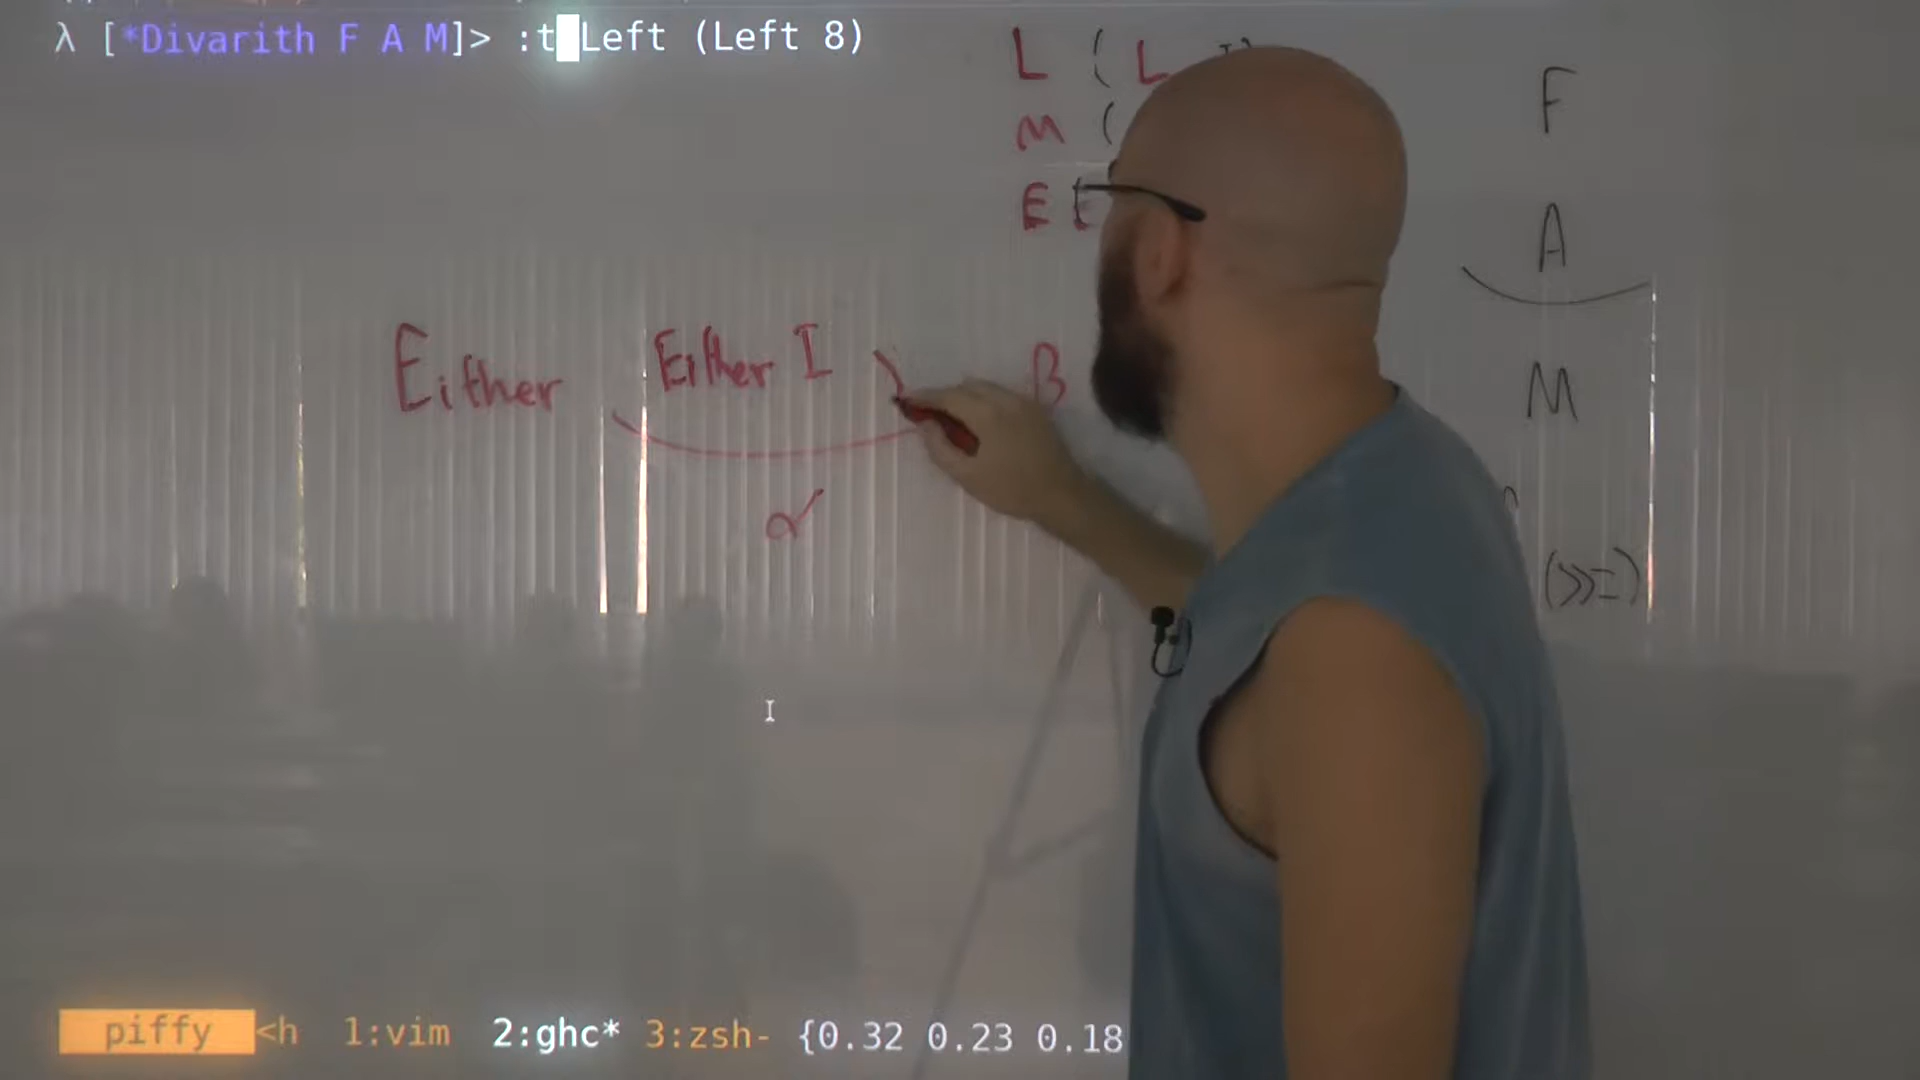 λ [*Divarith F A M]> :t Left (Left 8)
L ( L
M (
E E
F
A
M
(>>=)
Either Either I
B
α
piffy <h 1:vim 2:ghc* 3:zsh- {0.32 0.23 0.18